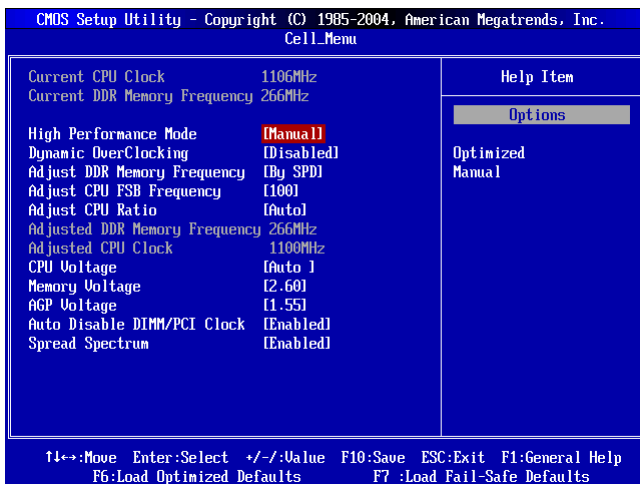 CMOS Setup Utility - Copyright (C) 1985-2004, American Megatrends, Inc.
Cell_Menu
Current CPU Clock 1106MHz
Current DDR Memory Frequency 266MHz
High Performance Mode [Manual]
Dynamic OverClocking [Disabled]
Adjust DDR Memory Frequency [By SPD]
Adjust CPU FSB Frequency [100]
Adjust CPU Ratio [Auto]
Adjusted DDR Memory Frequency 266MHz
Adjusted CPU Clock 1100MHz
CPU Voltage [Auto ]
Memory Voltage [2.60]
AGP Voltage [1.55]
Auto Disable DIMM/PCI Clock [Enabled]
Spread Spectrum [Enabled]
Help Item
Options
Optimized
Manual
↑↓←→:Move Enter:Select +/-/:Value F10:Save ESC:Exit F1:General Help
F6:Load Optimized Defaults F7 :Load Fail-Safe Defaults